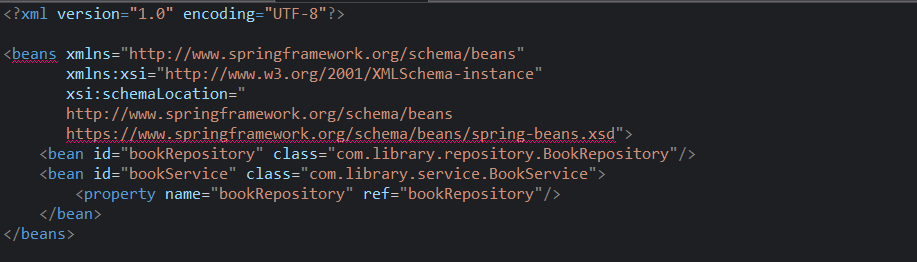 <?xml version="1.0" encoding="UTF-8"?>
<beans xmlns="http://www.springframework.org/schema/beans"
xmlns:xsi="http://www.w3.org/2001/XMLSchema-instance"
xsi:schemaLocation="
http://www.springframework.org/schema/beans
https://www.springframework.org/schema/beans/spring-beans.xsd">
<bean id="bookRepository" class="com.library.repository.BookRepository"/>
<bean id="bookService" class="com.library.service.BookService">
<property name="bookRepository" ref="bookRepository"/>
</bean>
</beans>